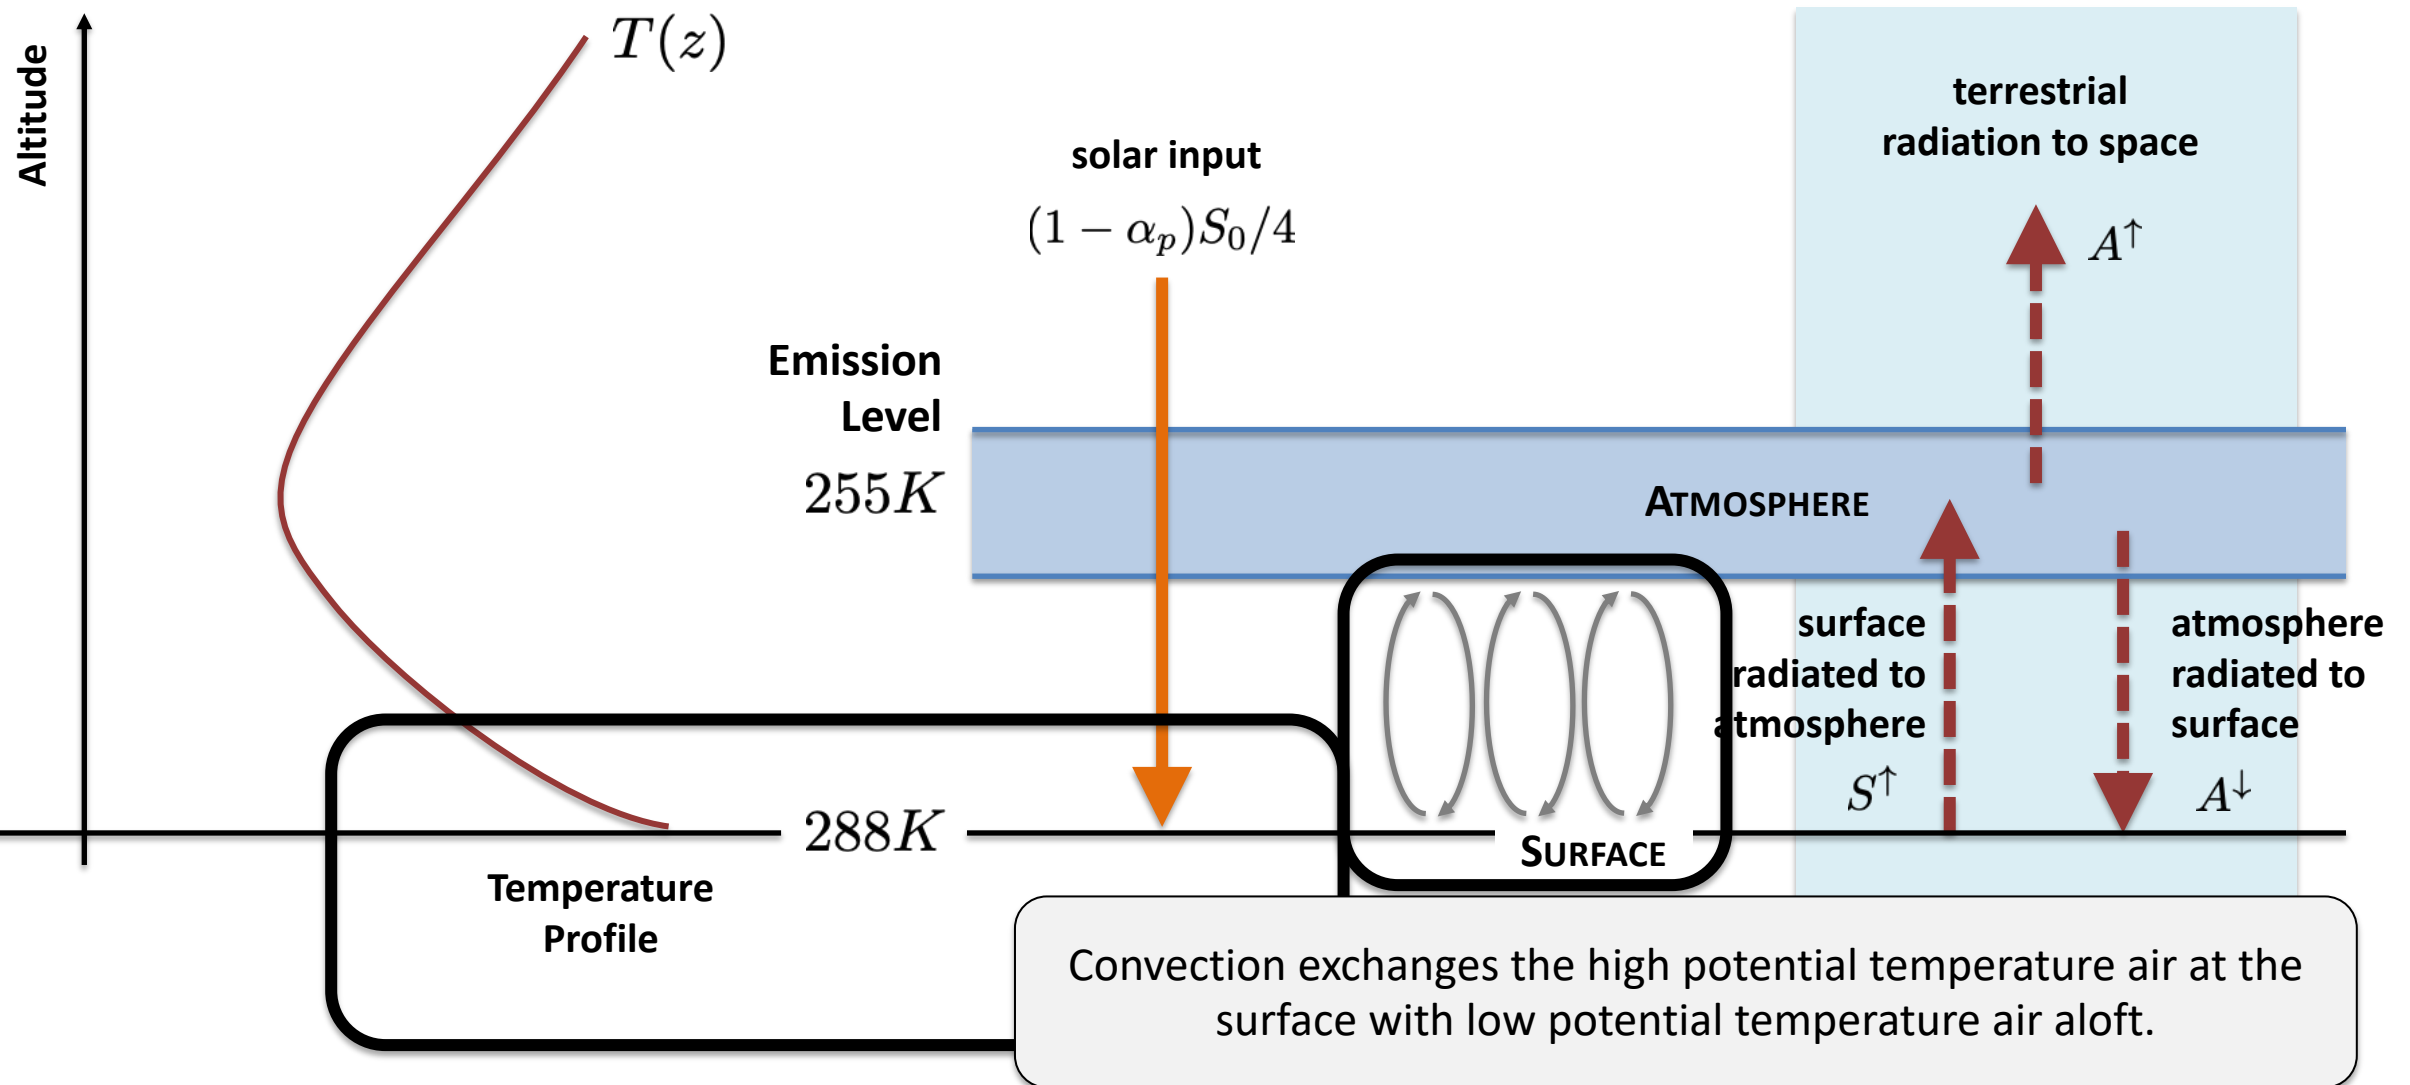 Altitude
T(z)
solar input
(1 − α_p)S_0/4
terrestrial
radiation to space
A↑
Emission
Level
255K
ATMOSPHERE
surface
radiated to
atmosphere
S↑
atmosphere
radiated to
surface
A↓
288K
SURFACE
Temperature
Profile
Convection exchanges the high potential temperature air at the
surface with low potential temperature air aloft.